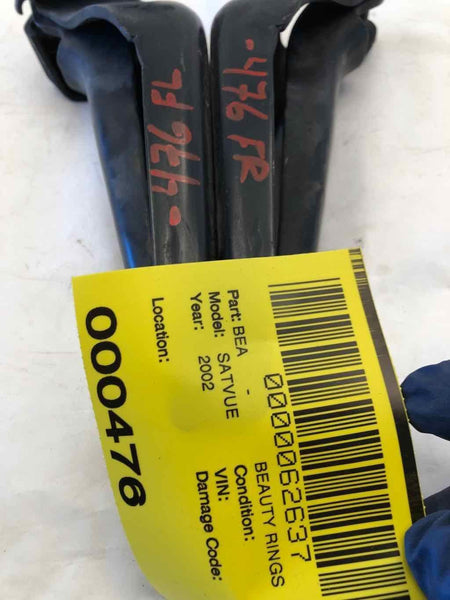 -476 FL
-476 FR
000476
0000062637
Part: BEA - BEAUTY RINGS
Model: SATVUE Condition:
Year: 2002 VIN:
Damage Code:
Location: